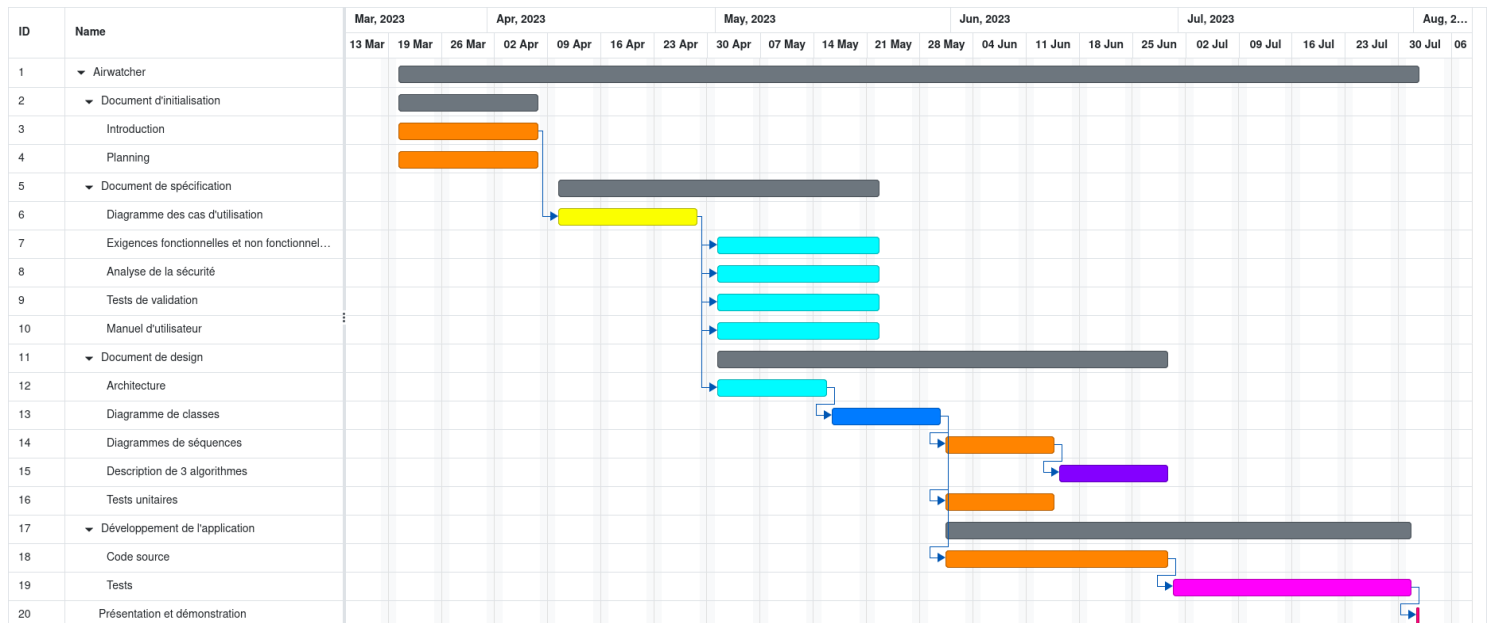 ID Name Mar, 2023 Apr, 2023 May, 2023 Jun, 2023 Jul, 2023 Aug, 2...
13 Mar 19 Mar 26 Mar 02 Apr 09 Apr 16 Apr 23 Apr 30 Apr 07 May 14 May 21 May 28 May 04 Jun 11 Jun 18 Jun 25 Jun 02 Jul 09 Jul 16 Jul 23 Jul 30 Jul 06
1 Airwatcher
2 Document d'initialisation
3 Introduction
4 Planning
5 Document de spécification
6 Diagramme des cas d'utilisation
7 Exigences fonctionnelles et non fonctionnel...
8 Analyse de la sécurité
9 Tests de validation
10 Manuel d'utilisateur
11 Document de design
12 Architecture
13 Diagramme de classes
14 Diagrammes de séquences
15 Description de 3 algorithmes
16 Tests unitaires
17 Développement de l'application
18 Code source
19 Tests
20 Présentation et démonstration